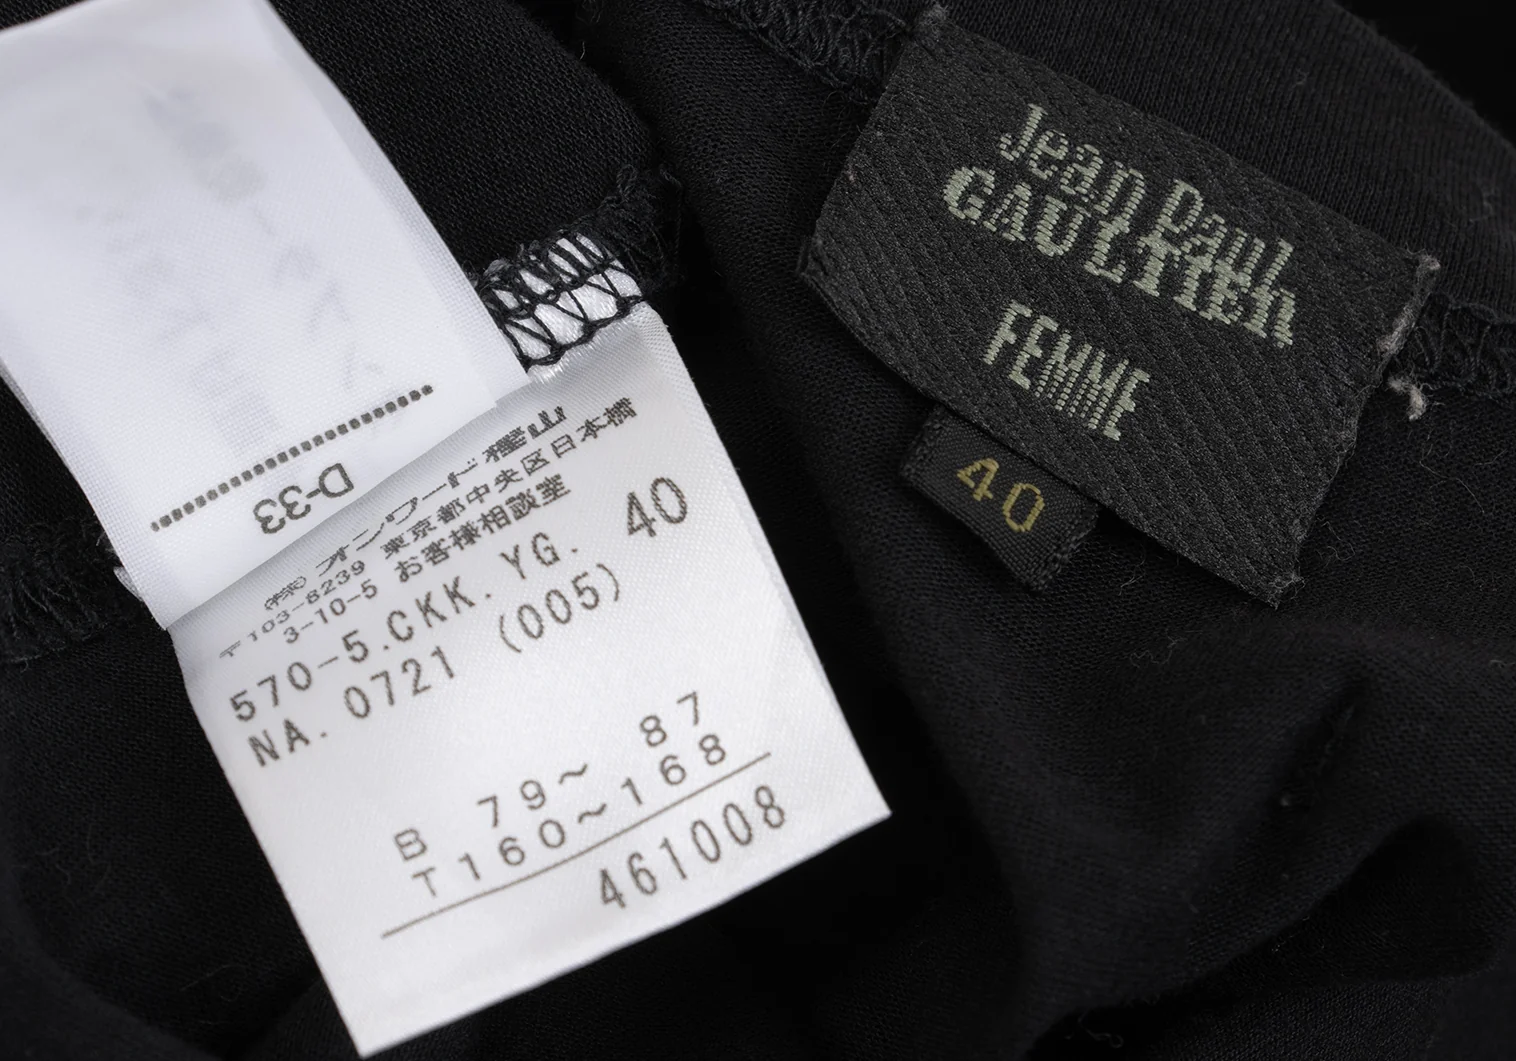 D-33
㈱オンワード樫山
〒103-8239 東京都中央区日本橋
3-10-5 お客様相談室
570-5.CKK.YG. 40
NA. 0721 (005)
B 79~ 87
T160~168
461008
Jean Paul
GAULTIER
FEMME
40